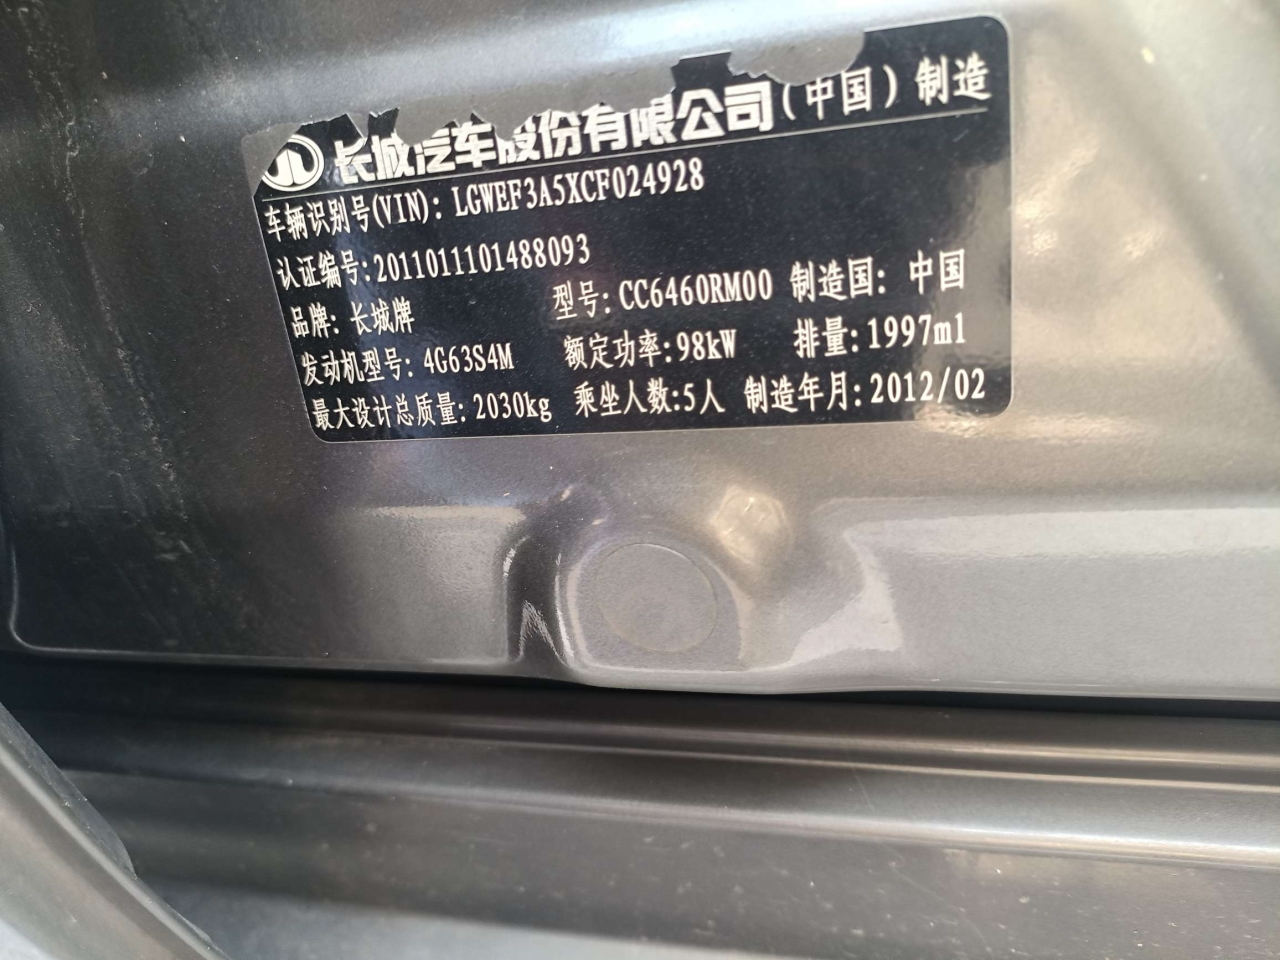 长城汽车股份有限公司（中国）制造
车辆识别号(VIN): LGWEF3A5XCF024928
认证编号:2011011101488093
品牌: 长城牌 型号: CC6460RM00 制造国: 中国
发动机型号: 4G63S4M 额定功率:98kW 排量:1997ml
最大设计总质量: 2030kg 乘坐人数:5人 制造年月:2012/02